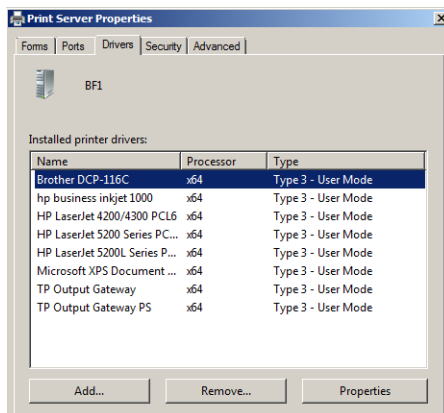 Print Server Properties
Forms Ports Drivers Security Advanced
BF1
Installed printer drivers:
Name Processor Type
Brother DCP-116C x64 Type 3 - User Mode
hp business inkjet 1000 x64 Type 3 - User Mode
HP LaserJet 4200/4300 PCL6 x64 Type 3 - User Mode
HP LaserJet 5200 Series PC... x64 Type 3 - User Mode
HP LaserJet 5200L Series P... x64 Type 3 - User Mode
Microsoft XPS Document ... x64 Type 3 - User Mode
TP Output Gateway x64 Type 3 - User Mode
TP Output Gateway PS x64 Type 3 - User Mode
Add... Remove... Properties